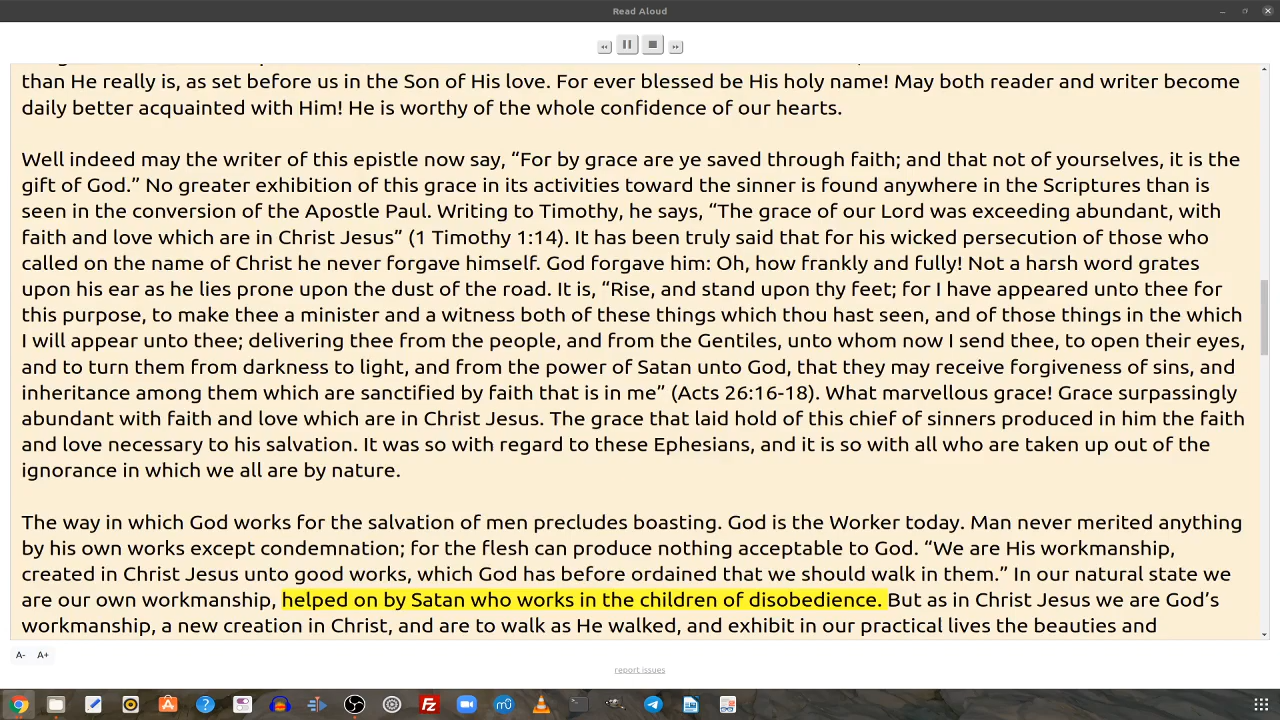 Read Aloud
than He really is, as set before us in the Son of His love. For ever blessed be His holy name! May both reader and writer become
daily better acquainted with Him! He is worthy of the whole confidence of our hearts.
Well indeed may the writer of this epistle now say, “For by grace are ye saved through faith; and that not of yourselves, it is the
gift of God.” No greater exhibition of this grace in its activities toward the sinner is found anywhere in the Scriptures than is
seen in the conversion of the Apostle Paul. Writing to Timothy, he says, “The grace of our Lord was exceeding abundant, with
faith and love which are in Christ Jesus” (1 Timothy 1:14). It has been truly said that for his wicked persecution of those who
called on the name of Christ he never forgave himself. God forgave him: Oh, how frankly and fully! Not a harsh word grates
upon his ear as he lies prone upon the dust of the road. It is, “Rise, and stand upon thy feet; for I have appeared unto thee for
this purpose, to make thee a minister and a witness both of these things which thou hast seen, and of those things in the which
I will appear unto thee; delivering thee from the people, and from the Gentiles, unto whom now I send thee, to open their eyes,
and to turn them from darkness to light, and from the power of Satan unto God, that they may receive forgiveness of sins, and
inheritance among them which are sanctified by faith that is in me” (Acts 26:16-18). What marvellous grace! Grace surpassingly
abundant with faith and love which are in Christ Jesus. The grace that laid hold of this chief of sinners produced in him the faith
and love necessary to his salvation. It was so with regard to these Ephesians, and it is so with all who are taken up out of the
ignorance in which we all are by nature.
The way in which God works for the salvation of men precludes boasting. God is the Worker today. Man never merited anything
by his own works except condemnation; for the flesh can produce nothing acceptable to God. “We are His workmanship,
created in Christ Jesus unto good works, which God has before ordained that we should walk in them.” In our natural state we
are our own workmanship, helped on by Satan who works in the children of disobedience. But as in Christ Jesus we are God’s
workmanship, a new creation in Christ, and are to walk as He walked, and exhibit in our practical lives the beauties and
A- A+
report issues